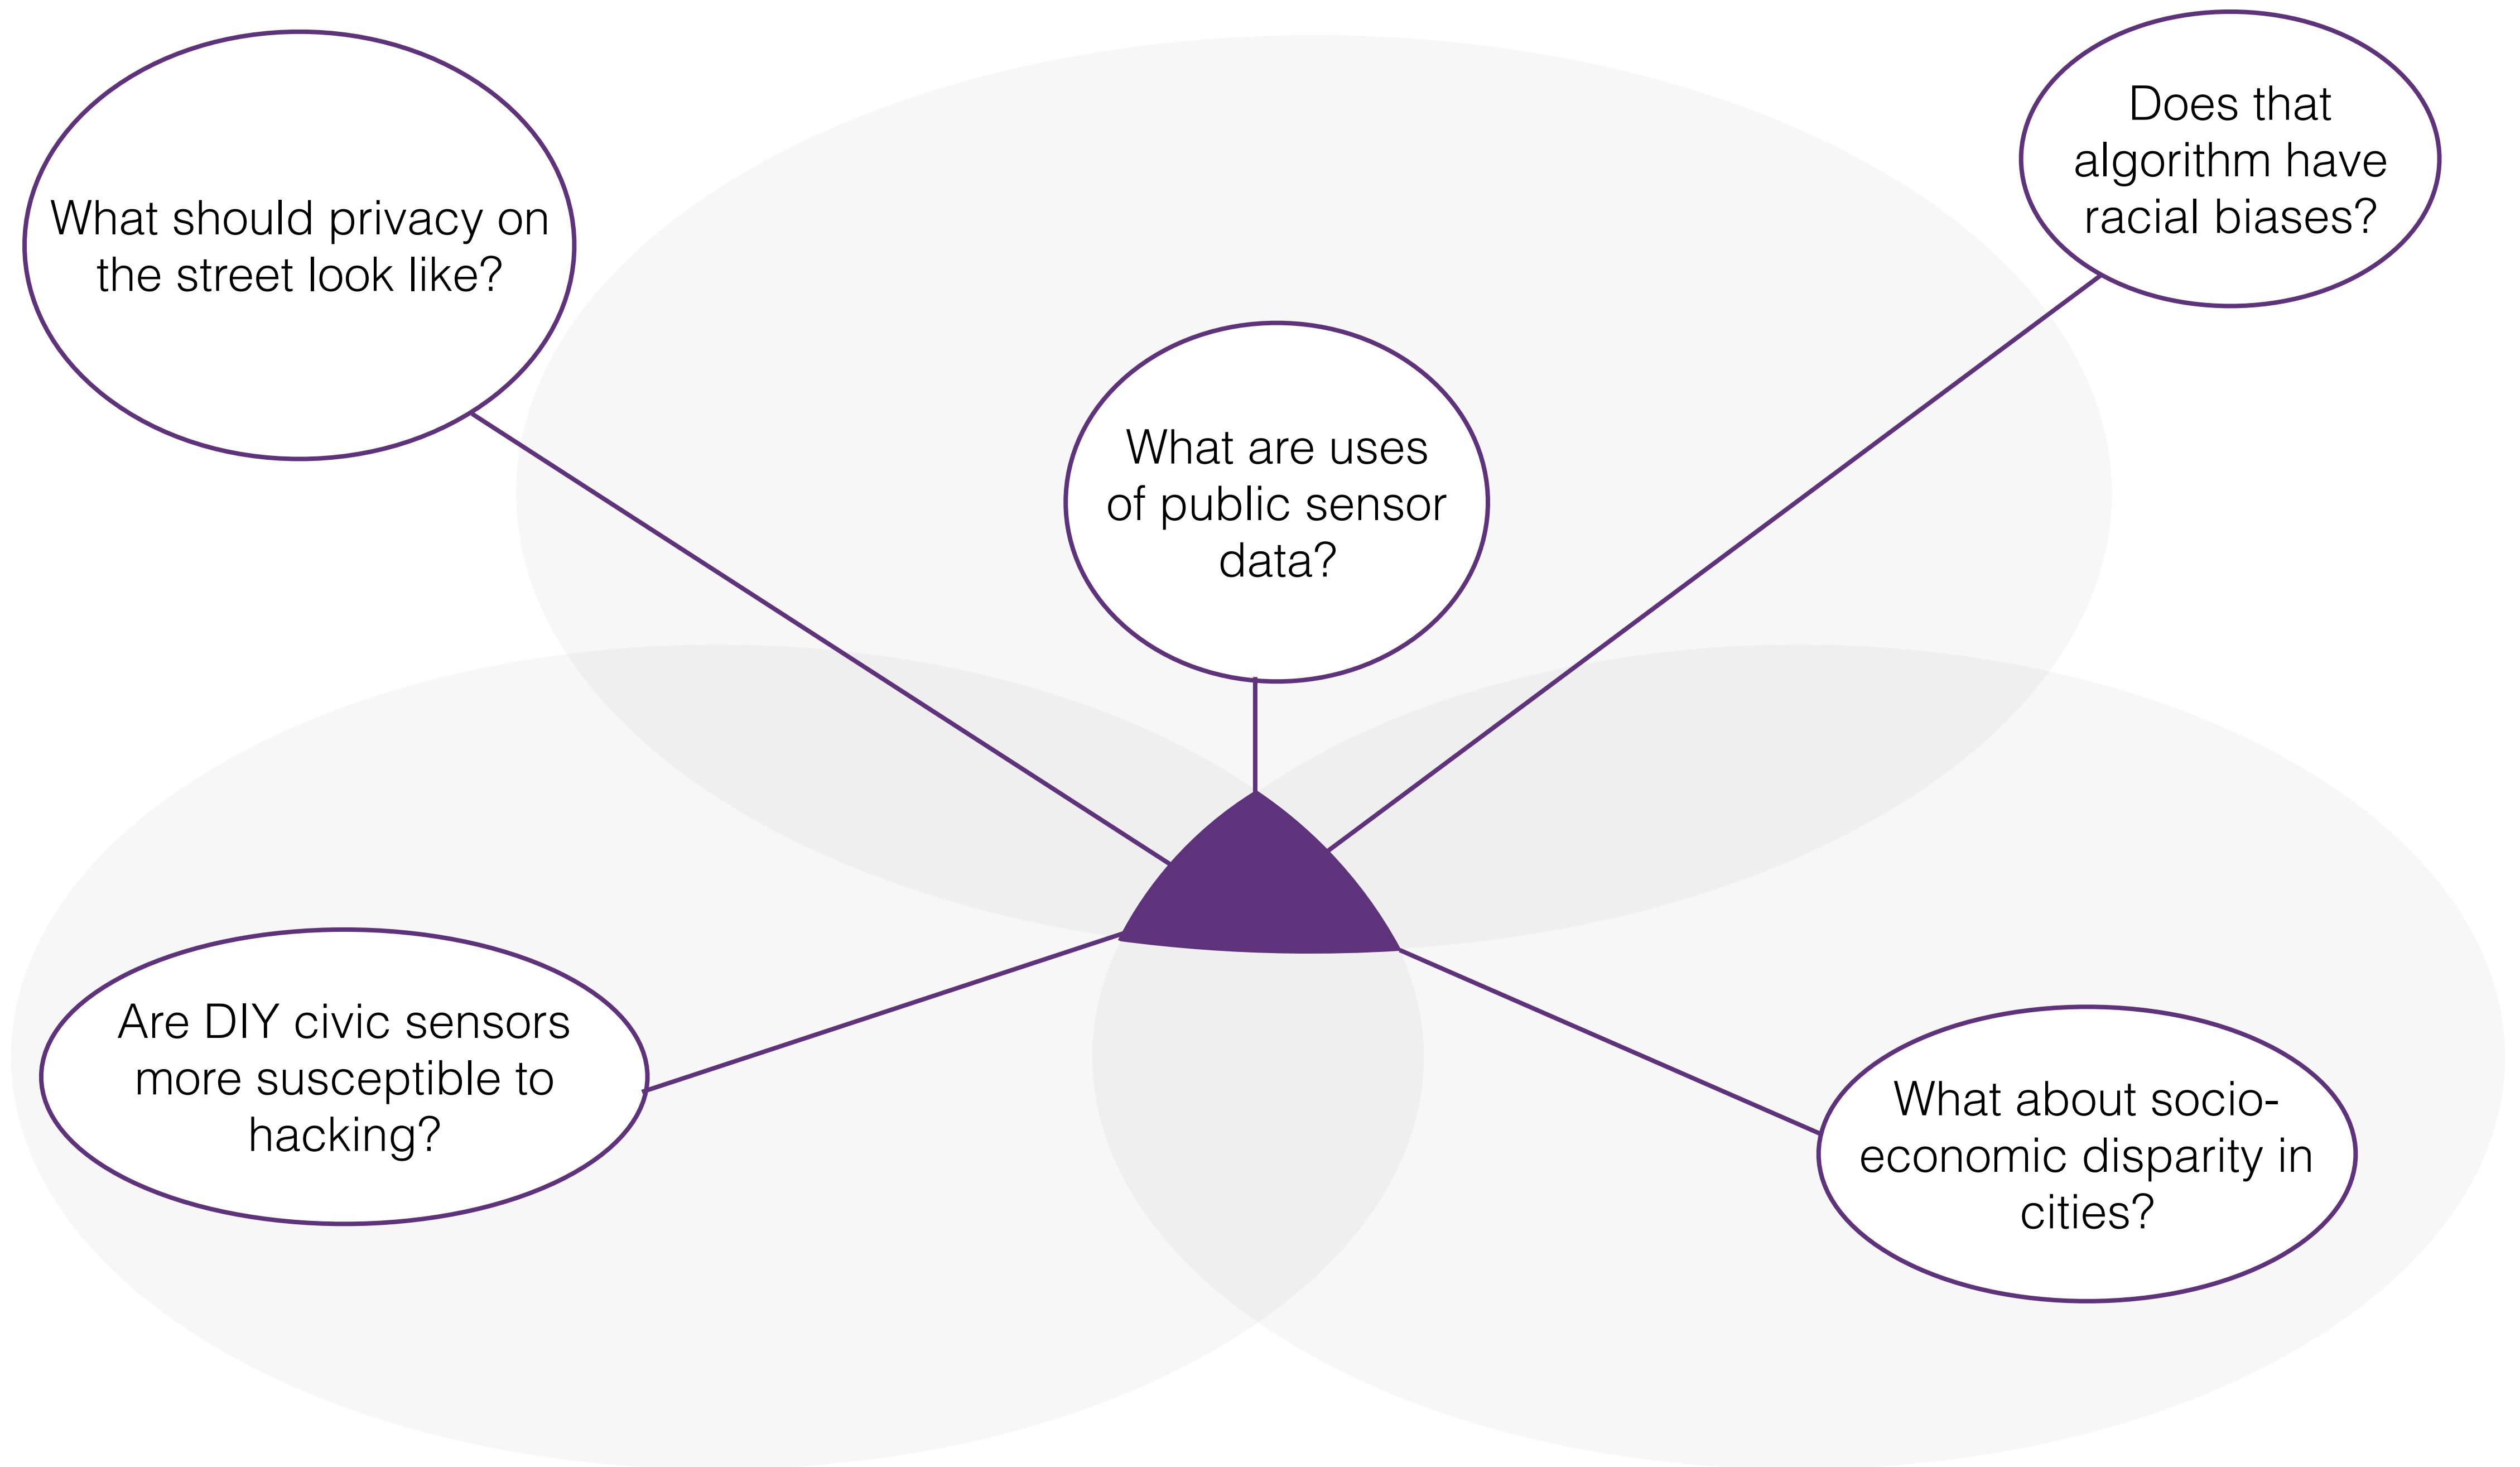 What should privacy on
the street look like?
Does that
algorithm have
racial biases?
What are uses
of public sensor
data?
Are DIY civic sensors
more susceptible to
hacking?
What about socio-
economic disparity in
cities?